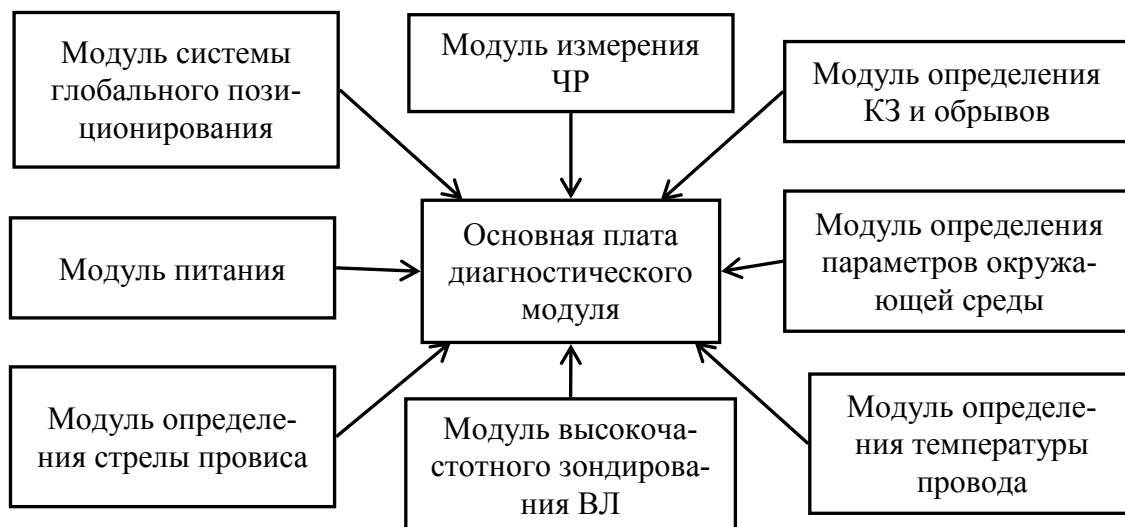 Модуль системы
глобального пози-
ционирования
Модуль измерения
ЧР
Модуль определения
КЗ и обрывов
Модуль питания
Основная плата
диагностического
модуля
Модуль определения
параметров окружа-
ющей среды
Модуль определе-
ния стрелы провиса
Модуль высокоча-
стотного зондирова-
ния ВЛ
Модуль определе-
ния температуры
провода